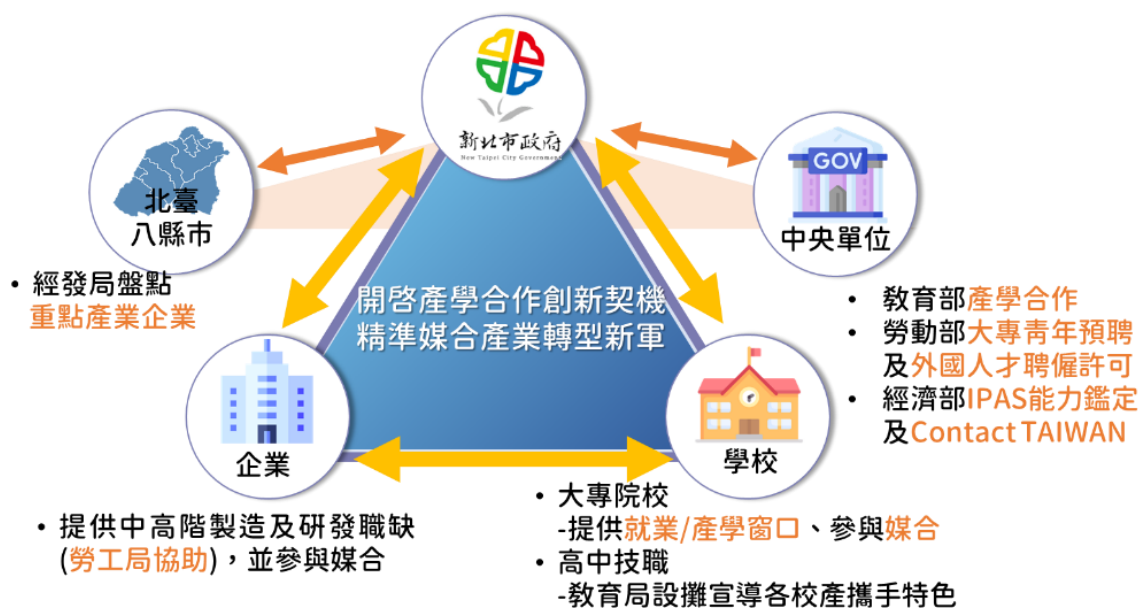 新北市政府
New Taipei City Government
北臺
八縣市
• 經發局盤點
重點產業企業
GOV
中央單位
• 教育部產學合作
• 勞動部大專青年預聘
及外國人才聘僱許可
• 經濟部IPAS能力鑑定
及Contact TAIWAN
開啓產學合作創新契機
精準媒合產業轉型新軍
企業
• 提供中高階製造及研發職缺
(勞工局協助)，並參與媒合
學校
• 大專院校
-提供就業/產學窗口、參與媒合
• 高中技職
-教育局設攤宣導各校產攜手特色